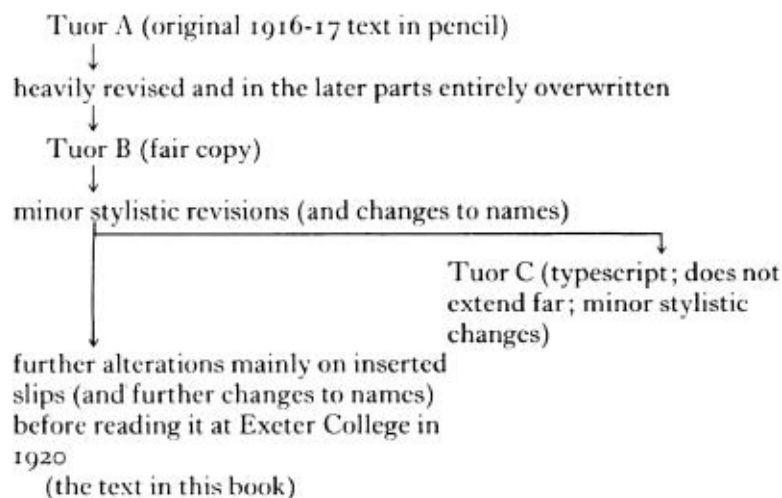 Tuor A (original 1916-17 text in pencil)
heavily revised and in the later parts entirely overwritten
Tuor B (fair copy)
minor stylistic revisions (and changes to names)
Tuor C (typescript; does not
extend far; minor stylistic
changes)
further alterations mainly on inserted
slips (and further changes to names)
before reading it at Exeter College in
1920
(the text in this book)